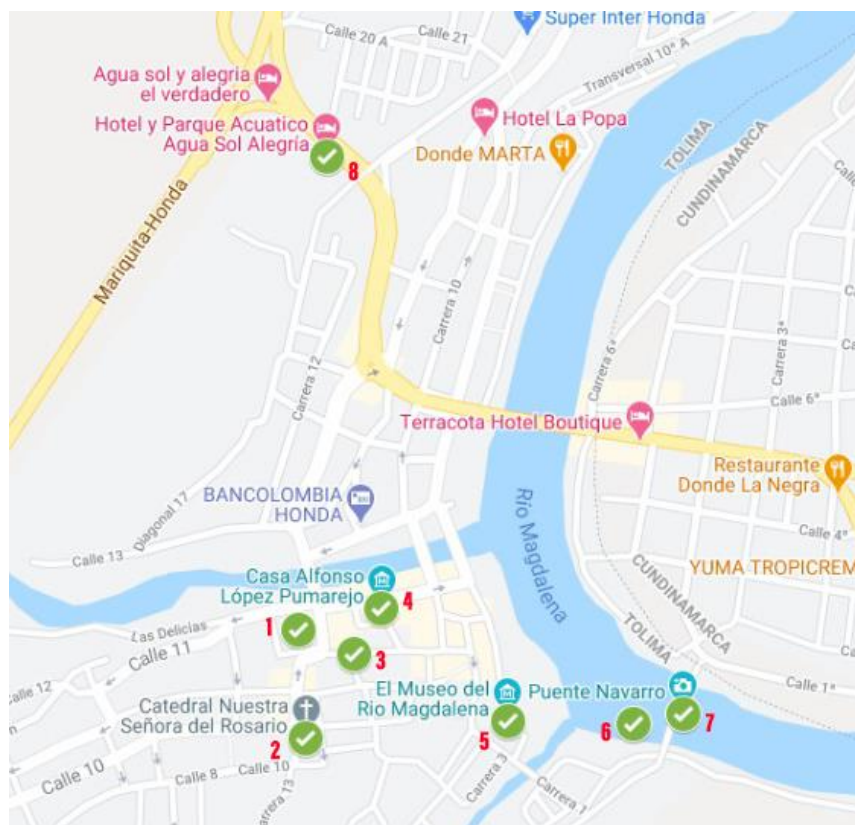 Super Inter Honda
Calle 20 A
Calle 21
Transversal 10ª A
Agua sol y alegria
el verdadero
Hotel y Parque Acuatico
Agua Sol Alegría
8
Hotel La Popa
Donde MARTA
TOLIMA
CUNDINAMARCA
Calle
Mariquita-Honda
Carrera 10
Carrera 12
Carrera 6ª
Carrera 3ª
Ca
Calle 6ª
Terracota Hotel Boutique
Restaurante
Donde La Negra
BANCOLOMBIA
HONDA
Diagonal 17
Calle 13
Río Magdalena
Calle 4ª
YUMA TROPICREM
CUNDINAMARCA
TOLIMA
Casa Alfonso
López Pumarejo
4
1
Las Delicias
Calle 11
3
Calle 12
Calle 1ª
El Museo del
Rio Magdalena
Puente Navarro
Catedral Nuestra
Señora del Rosario
2
5
6
7
Calle 10
Calle 8
Calle 10
Carrera 13
Carrera 3
Carrera 1